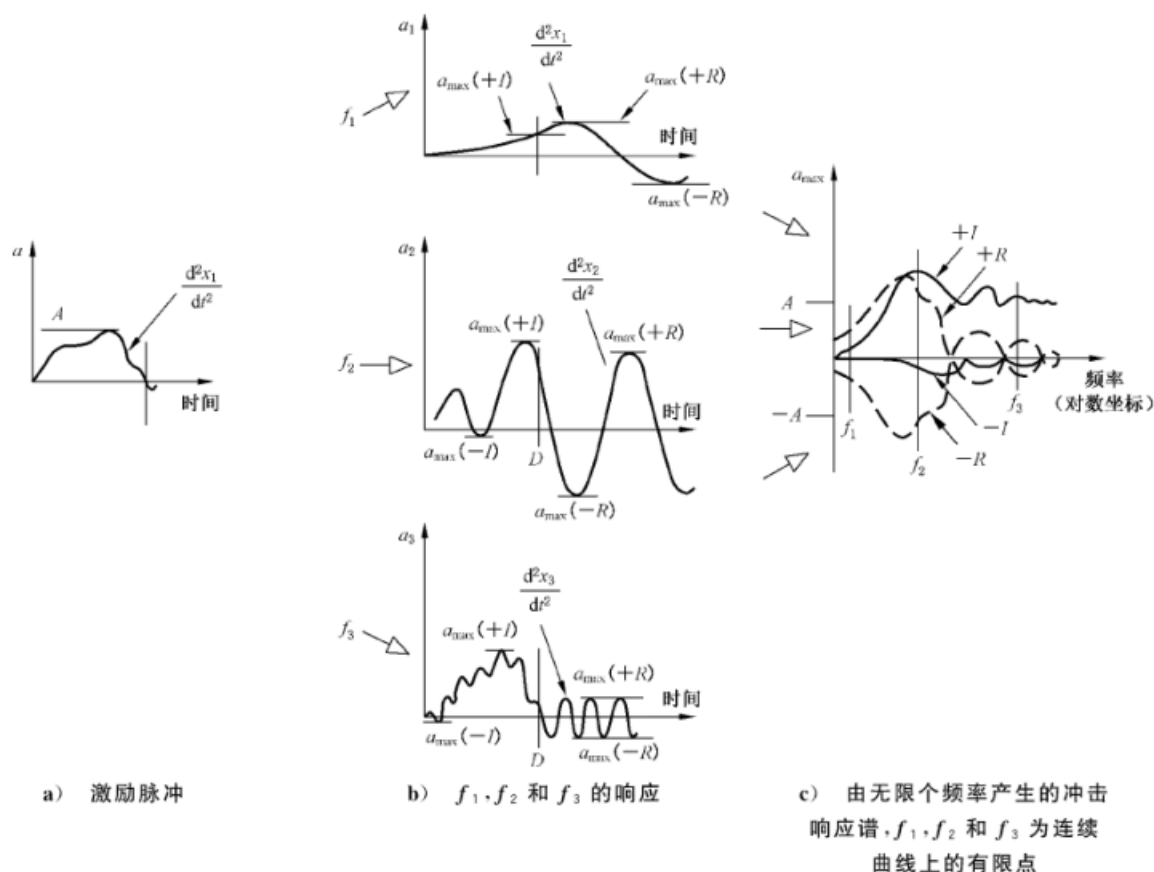 a
A
d²x₁
dt²
时间
a) 激励脉冲
f₁
a₁
d²x₁
dt²
a_max(+I)
a_max(+R)
时间
a_max(−R)
f₂
a₂
d²x₂
dt²
a_max(+I)
a_max(+R)
时间
a_max(−I)
D
a_max(−R)
f₃
a₃
d²x₃
dt²
a_max(+I)
a_max(+R)
时间
a_max(−I)
D
a_max(−R)
b) f₁,f₂ 和 f₃ 的响应
a_max
+I
+R
A
−A
f₁
f₂
f₃
−I
−R
频率
(对数坐标)
c) 由无限个频率产生的冲击
响应谱,f₁,f₂ 和 f₃ 为连续
曲线上的有限点